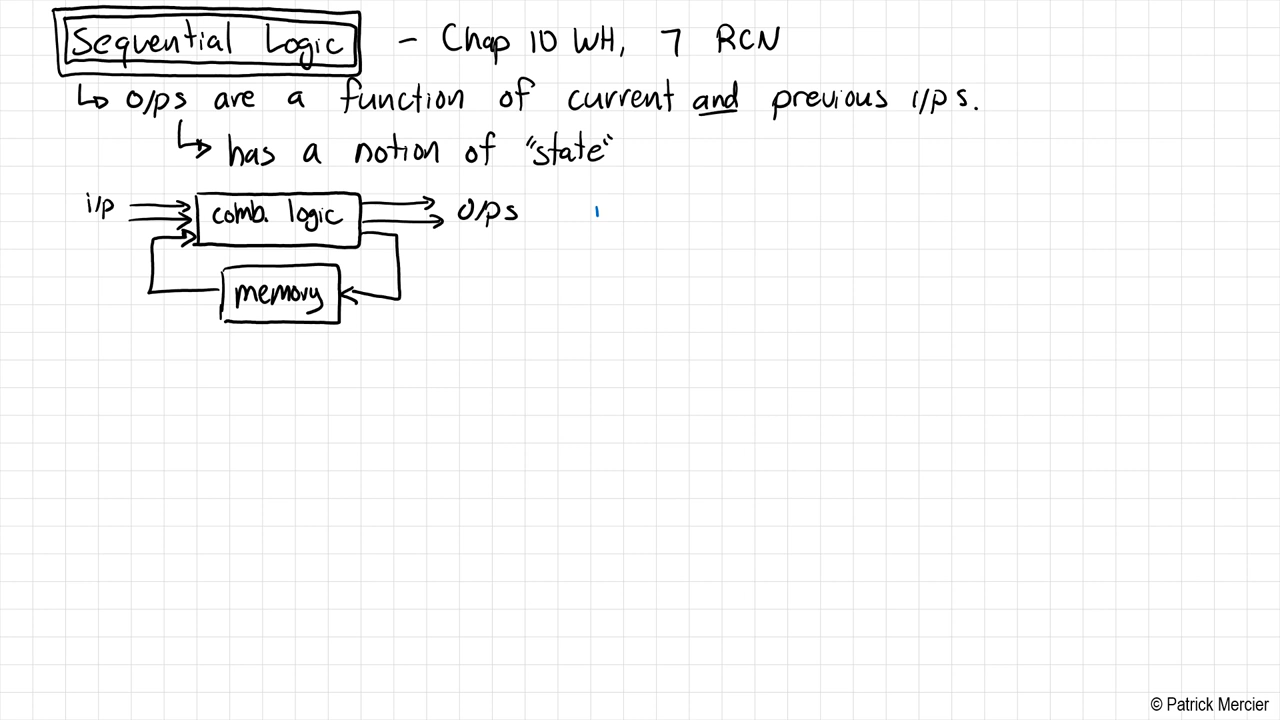 Sequential Logic - Chap 10 WH, 7 RCN
↳ o/ps are a function of current and previous i/ps.
↳ has a notion of "state"
i/p comb. logic o/ps
memory
© Patrick Mercier